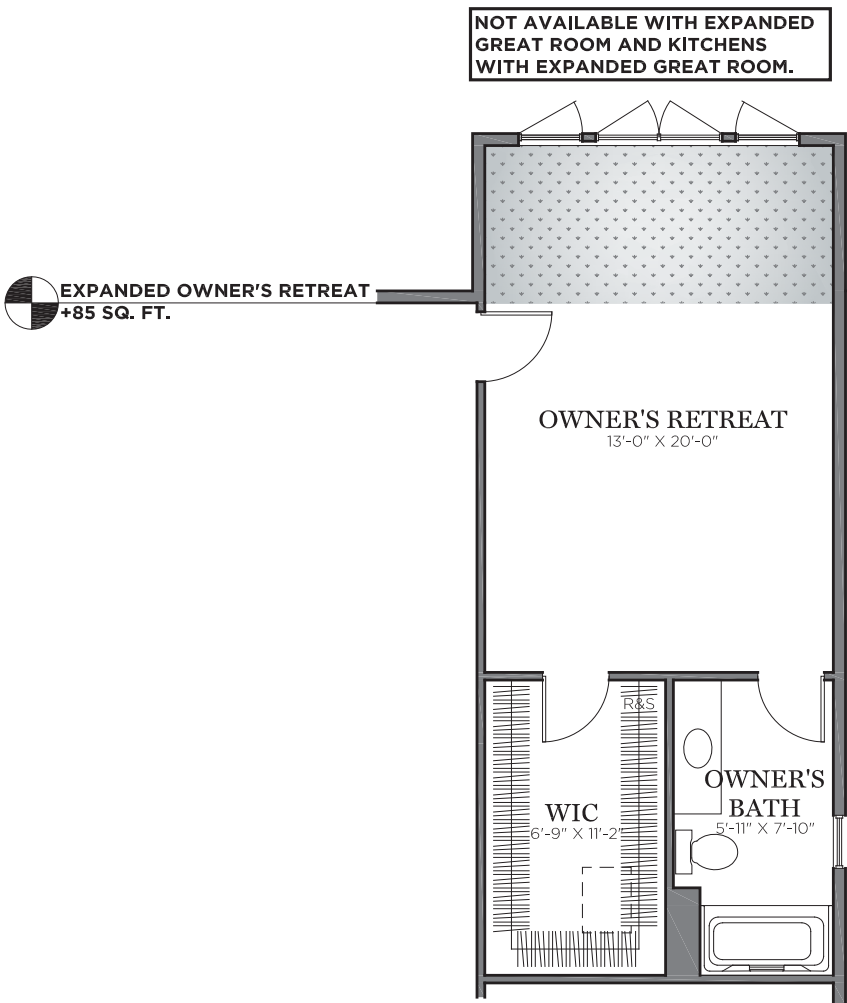 NOT AVAILABLE WITH EXPANDED
GREAT ROOM AND KITCHENS
WITH EXPANDED GREAT ROOM.
EXPANDED OWNER'S RETREAT
+85 SQ. FT.
OWNER'S RETREAT
13'-0" X 20'-0"
R&S
WIC
6'-9" X 11'-2"
OWNER'S
BATH
5'-11" X 7'-10"